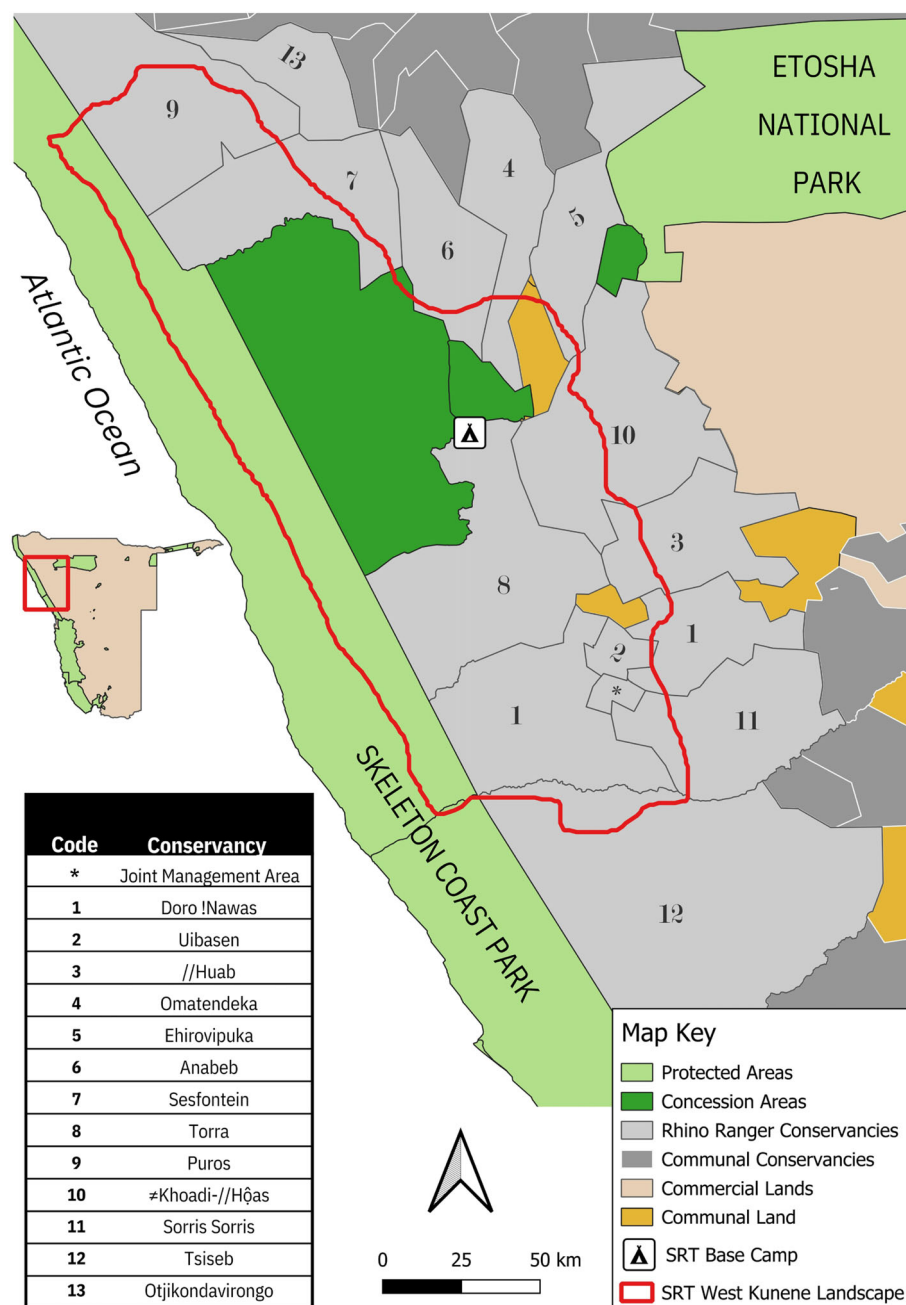 13
ETOSHA
NATIONAL
PARK
9
4
7
5
6
Atlantic Ocean
10
3
8
1
2
*
1
11
SKELETON COAST PARK
12
Code Conservancy
* Joint Management Area
1 Doro !Nawas
2 Uibasen
3 //Huab
4 Omatendeka
5 Ehirovipuka
6 Anabeb
7 Sesfontein
8 Torra
9 Puros
10 ≠Khoadi-//Hộas
11 Sorris Sorris
12 Tsiseb
13 Otjikondavirongo
0 25 50 km
Map Key
Protected Areas
Concession Areas
Rhino Ranger Conservancies
Communal Conservancies
Commercial Lands
Communal Land
SRT Base Camp
SRT West Kunene Landscape